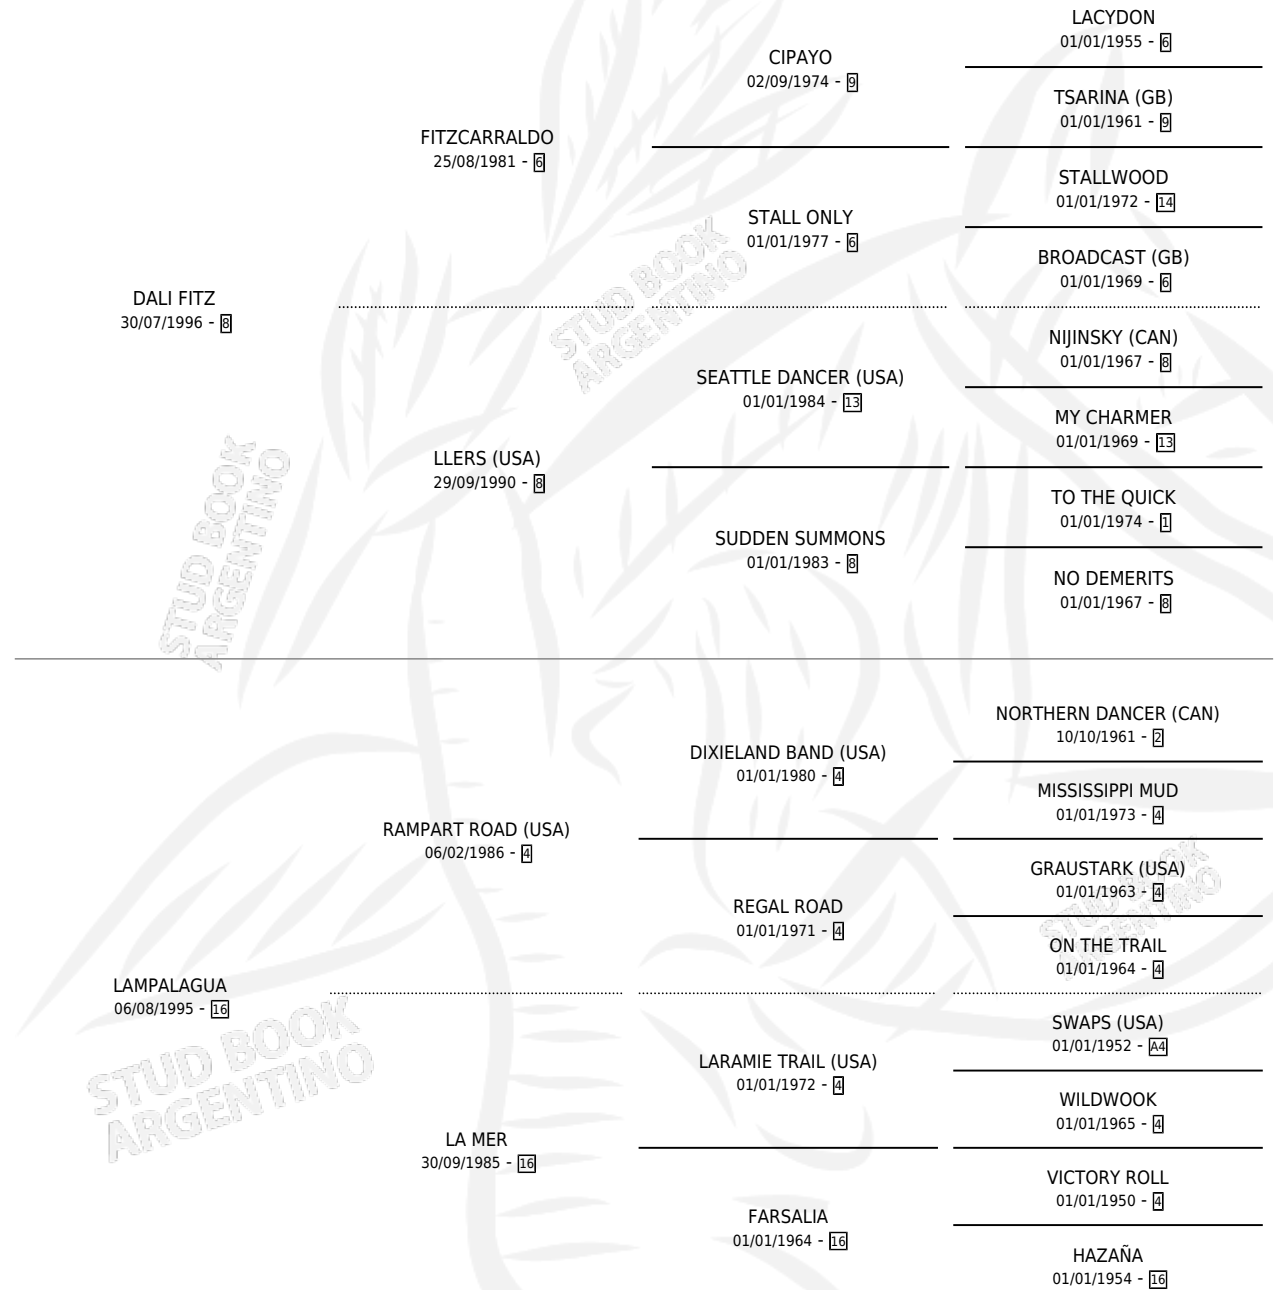 LACYDON
01/01/1955 - 6
CIPAYO
02/09/1974 - 9
TSARINA (GB)
01/01/1961 - 9
FITZCARRALDO
25/08/1981 - 6
STALLWOOD
01/01/1972 - 14
STALL ONLY
01/01/1977 - 6
BROADCAST (GB)
01/01/1969 - 6
DALI FITZ
30/07/1996 - 8
NIJINSKY (CAN)
01/01/1967 - 8
SEATTLE DANCER (USA)
01/01/1984 - 13
MY CHARMER
01/01/1969 - 13
LLERS (USA)
29/09/1990 - 8
TO THE QUICK
01/01/1974 - 1
SUDDEN SUMMONS
01/01/1983 - 8
NO DEMERITS
01/01/1967 - 8
STUD BOOK
ARGENTINO
STUD BOOK
ARGENTINO
NORTHERN DANCER (CAN)
10/10/1961 - 2
DIXIELAND BAND (USA)
01/01/1980 - 4
MISSISSIPPI MUD
01/01/1973 - 4
RAMPART ROAD (USA)
06/02/1986 - 4
GRAUSTARK (USA)
01/01/1963 - 4
REGAL ROAD
01/01/1971 - 4
ON THE TRAIL
01/01/1964 - 4
LAMPALAGUA
06/08/1995 - 16
SWAPS (USA)
01/01/1952 - A4
LARAMIE TRAIL (USA)
01/01/1972 - 4
WILDWOOK
01/01/1965 - 4
LA MER
30/09/1985 - 16
VICTORY ROLL
01/01/1950 - 4
FARSALIA
01/01/1964 - 16
HAZAÑA
01/01/1954 - 16
STUD BOOK
ARGENTINO
STUD BOOK
ARGENTINO